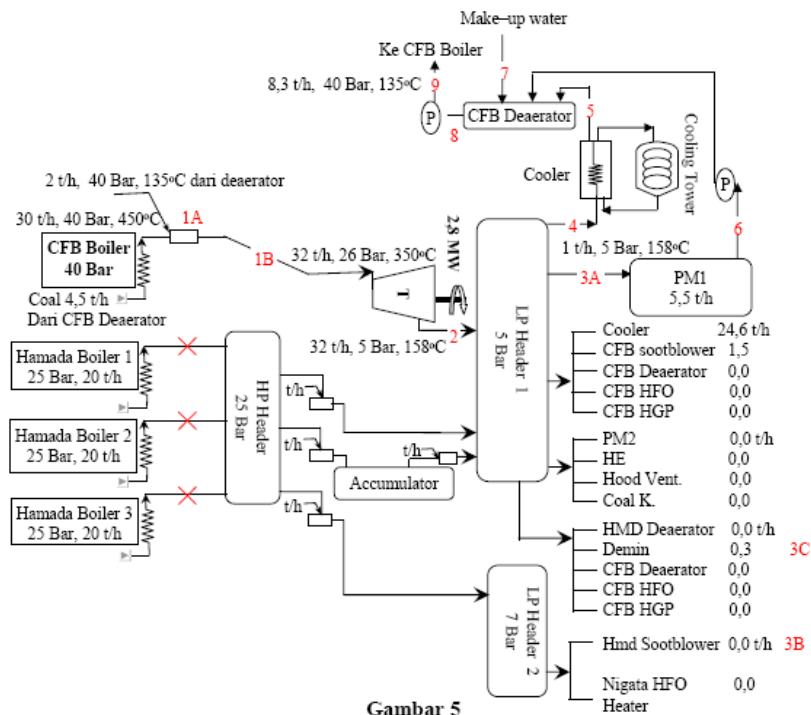 Make-up water
Ke CFB Boiler
8,3 t/h, 40 Bar, 135°C
9
7
P
8
CFB Deaerator
5
Cooler
Cooling Tower
P
6
2 t/h, 40 Bar, 135°C dari deaerator
30 t/h, 40 Bar, 450°C
1A
CFB Boiler
40 Bar
Coal 4,5 t/h
Dari CFB Deaerator
1B
32 t/h, 26 Bar, 350°C
T
2,8 MW
2
32 t/h, 5 Bar, 158°C
LP Header 1
5 Bar
4
1 t/h, 5 Bar, 158°C
3A
PM1
5,5 t/h
Hamada Boiler 1
25 Bar, 20 t/h
Hamada Boiler 2
25 Bar, 20 t/h
Hamada Boiler 3
25 Bar, 20 t/h
HP Header
25 Bar
t/h
t/h
t/h
t/h
Accumulator
Cooler 24,6 t/h
CFB sootblower 1,5
CFB Deaerator 0,0
CFB HFO 0,0
CFB HGP 0,0
PM2 0,0 t/h
HE 0,0
Hood Vent. 0,0
Coal K. 0,0
HMD Deaerator 0,0 t/h
Demin 0,3 3C
CFB Deaerator 0,0
CFB HFO 0,0
CFB HGP 0,0
LP Header 2
7 Bar
Hmd Sootblower 0,0 t/h 3B
Nigata HFO 0,0
Heater
Gambar 5